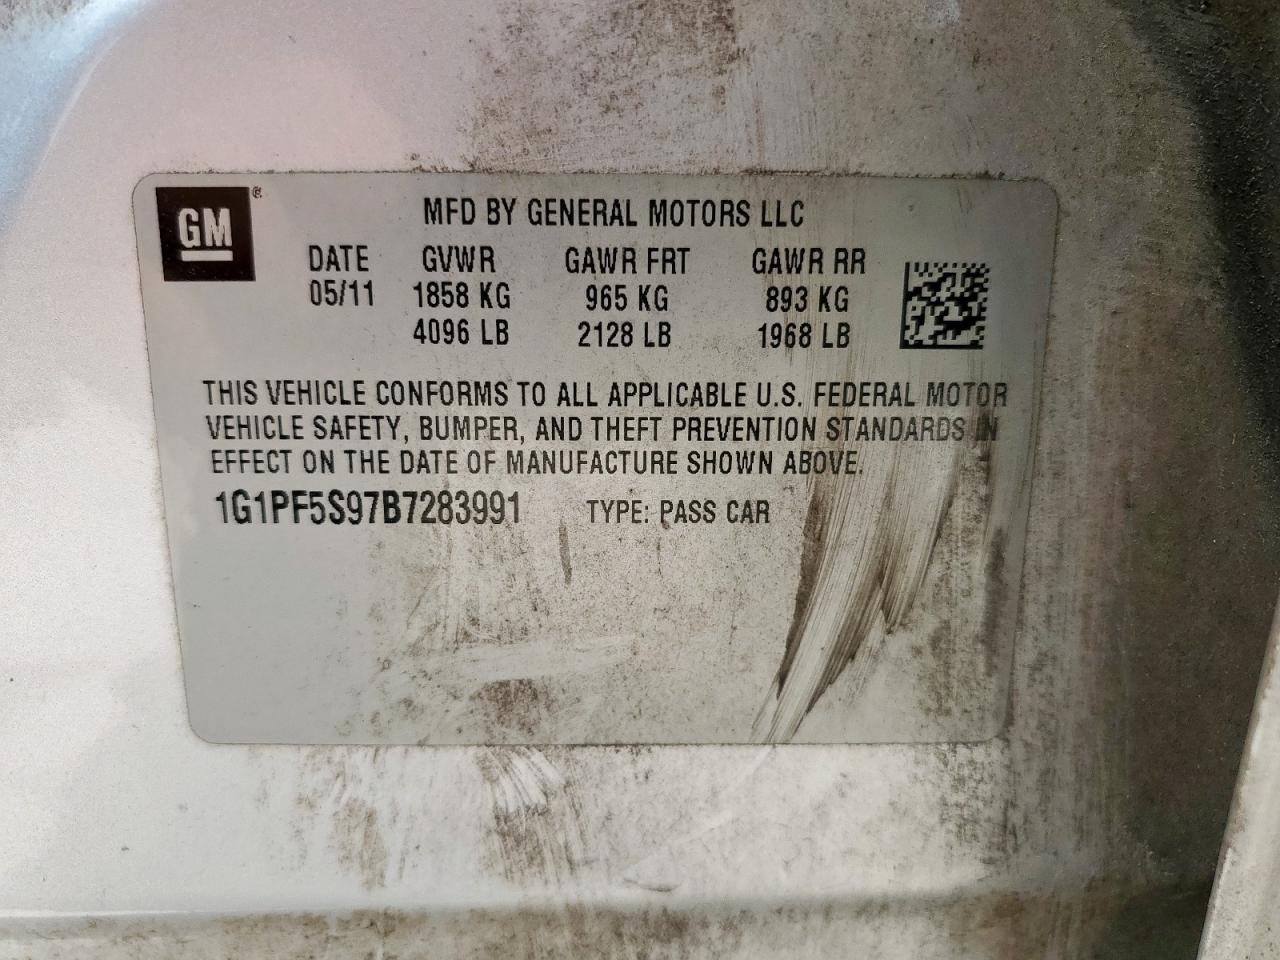 GM ®
MFD BY GENERAL MOTORS LLC
DATE GVWR GAWR FRT GAWR RR
05/11 1858 KG 965 KG 893 KG
4096 LB 2128 LB 1968 LB
THIS VEHICLE CONFORMS TO ALL APPLICABLE U.S. FEDERAL MOTOR
VEHICLE SAFETY, BUMPER, AND THEFT PREVENTION STANDARDS IN
EFFECT ON THE DATE OF MANUFACTURE SHOWN ABOVE.
1G1PF5S97B7283991 TYPE: PASS CAR